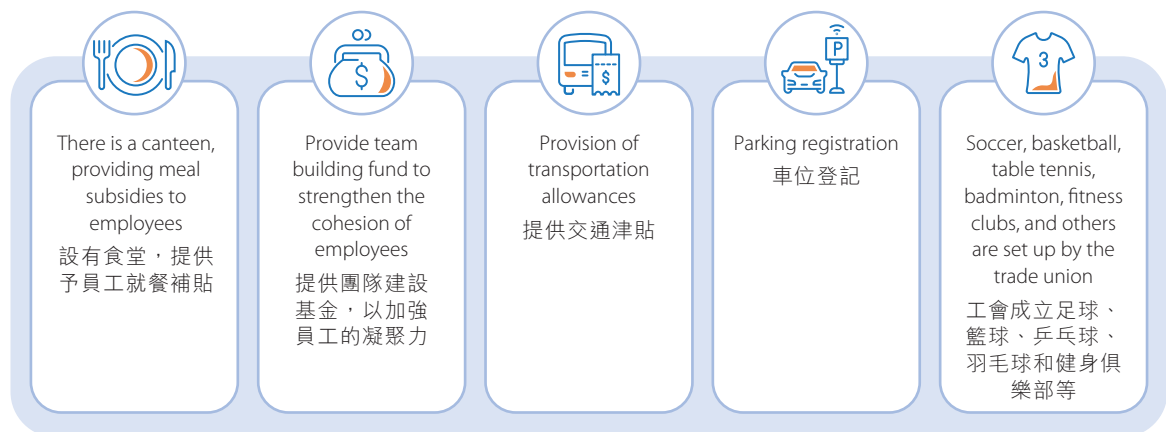 There is a canteen,
providing meal
subsidies to
employees
設有食堂，提供
予員工就餐補貼
Provide team
building fund to
strengthen the
cohesion of
employees
提供團隊建設
基金，以加強
員工的凝聚力
$
Provision of
transportation
allowances
提供交通津貼
$
Parking registration
車位登記
P
Soccer, basketball,
table tennis,
badminton, fitness
clubs, and others
are set up by the
trade union
工會成立足球、
籃球、乒乓球、
羽毛球和健身俱
樂部等
3